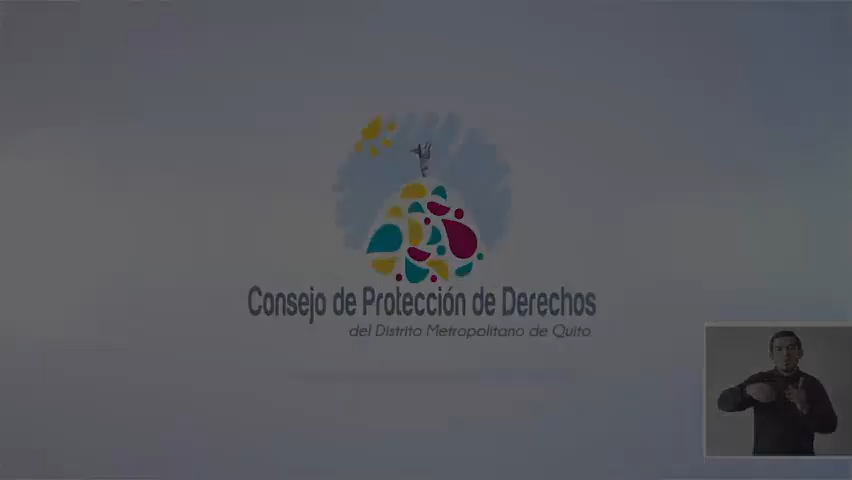 Consejo de Protección de Derechos
del Distrito Metropolitano de Quito